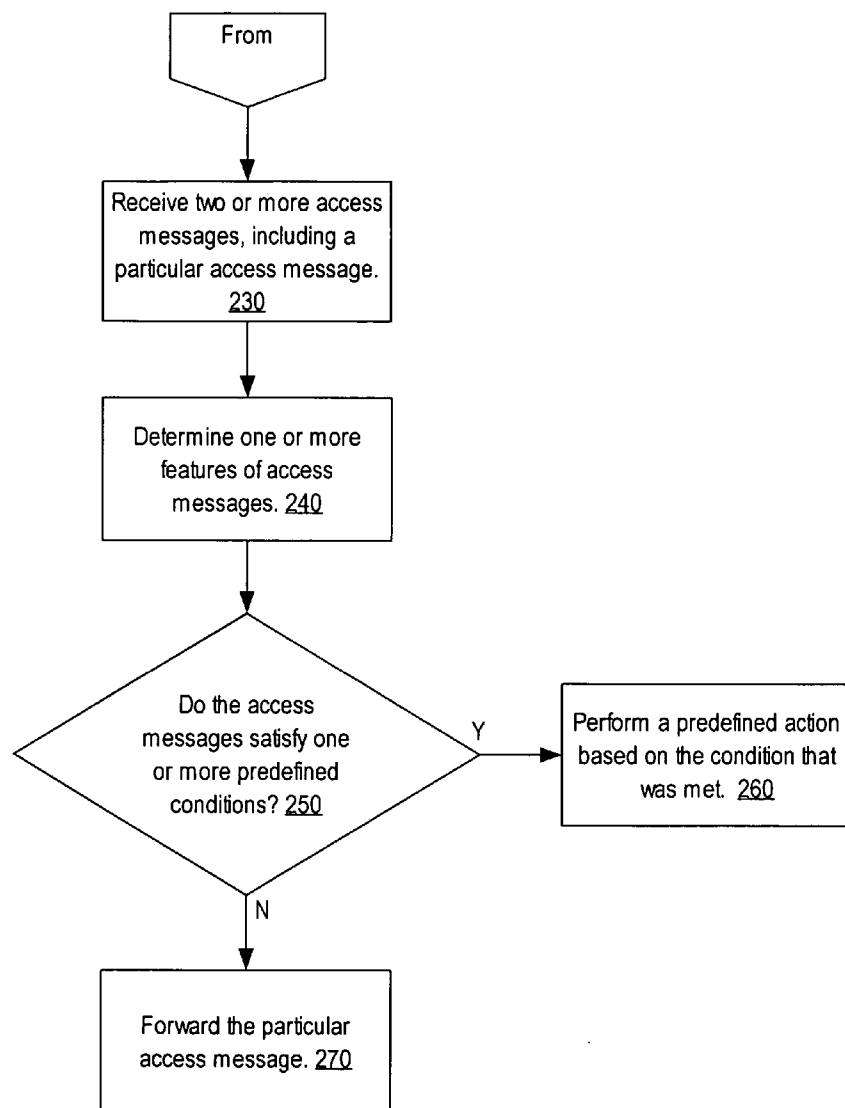 From
Receive two or more access
messages, including a
particular access message.
230
Determine one or more
features of access
messages. 240
Do the access
messages satisfy one
or more predefined
conditions? 250
Y
Perform a predefined action
based on the condition that
was met. 260
N
Forward the particular
access message. 270